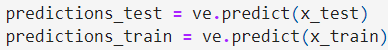 predictions_test = ve.predict(x_test)
predictions_train = ve.predict(x_train)